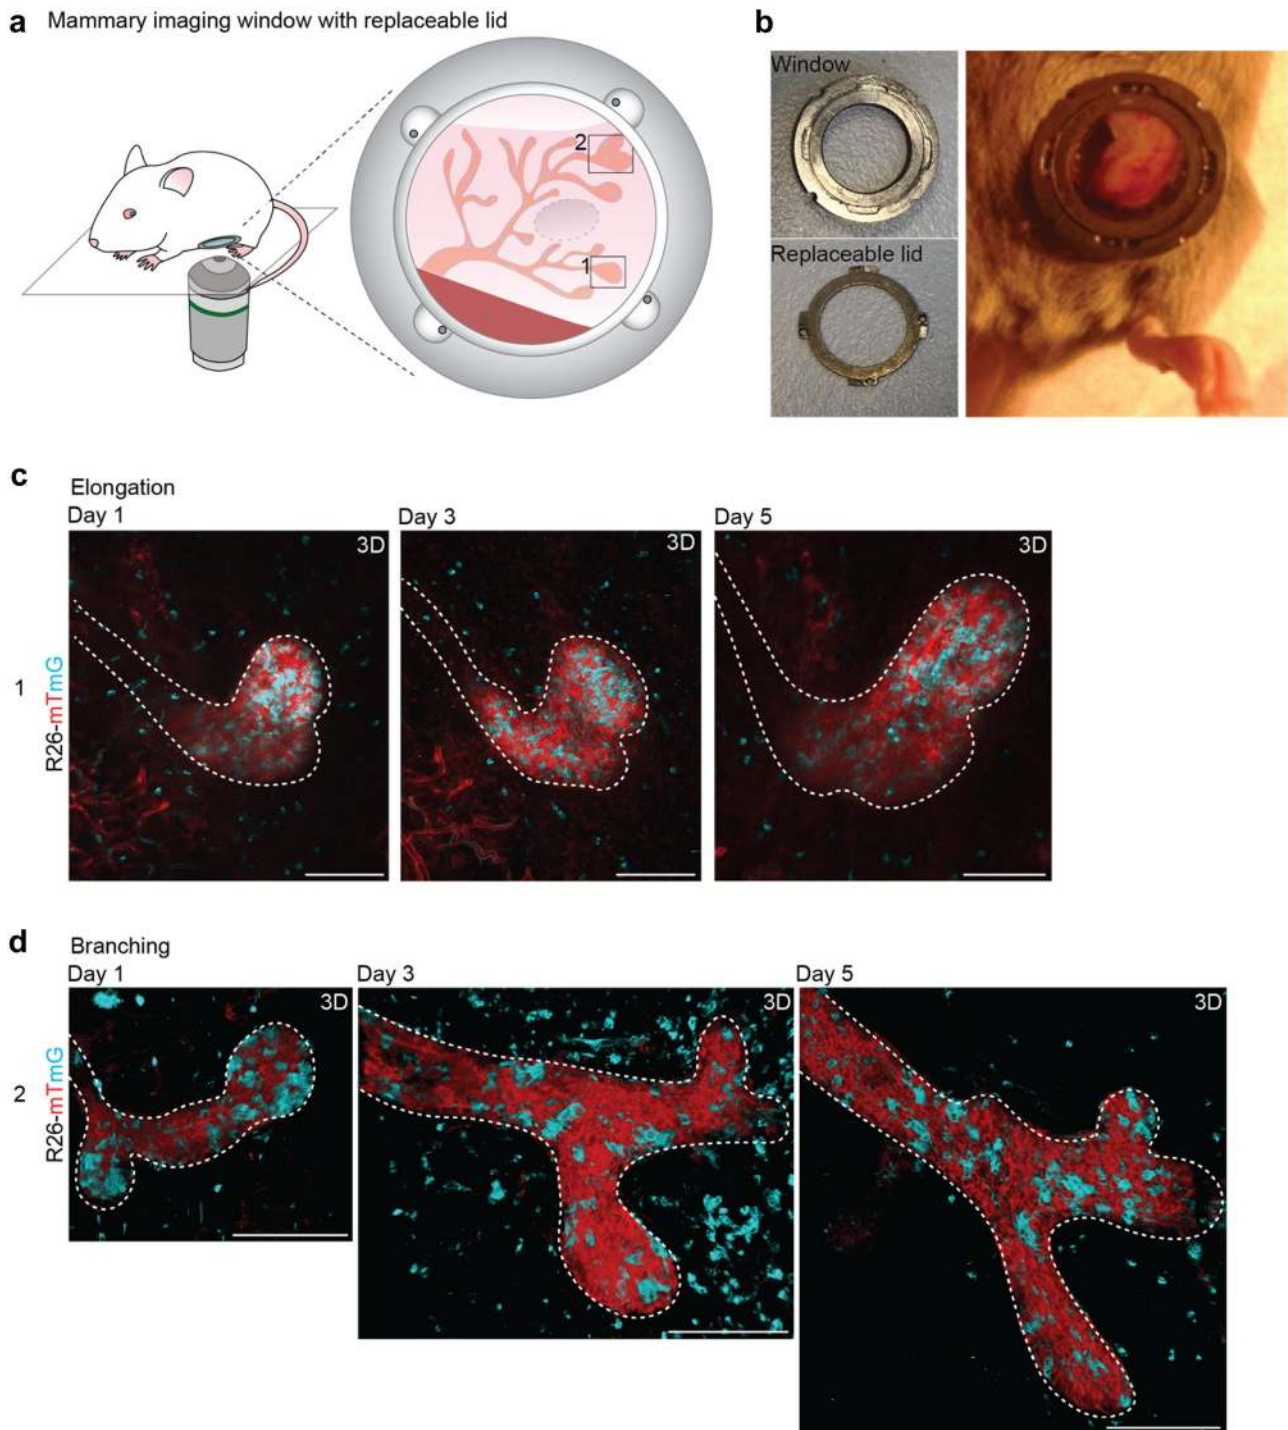 a Mammary imaging window with replaceable lid
2
1
b
Window
Replaceable lid
c
Elongation
Day 1
Day 3
Day 5
3D
3D
3D
1
R26-mTmG
d
Branching
Day 1
Day 3
Day 5
3D
3D
3D
2
R26-mTmG